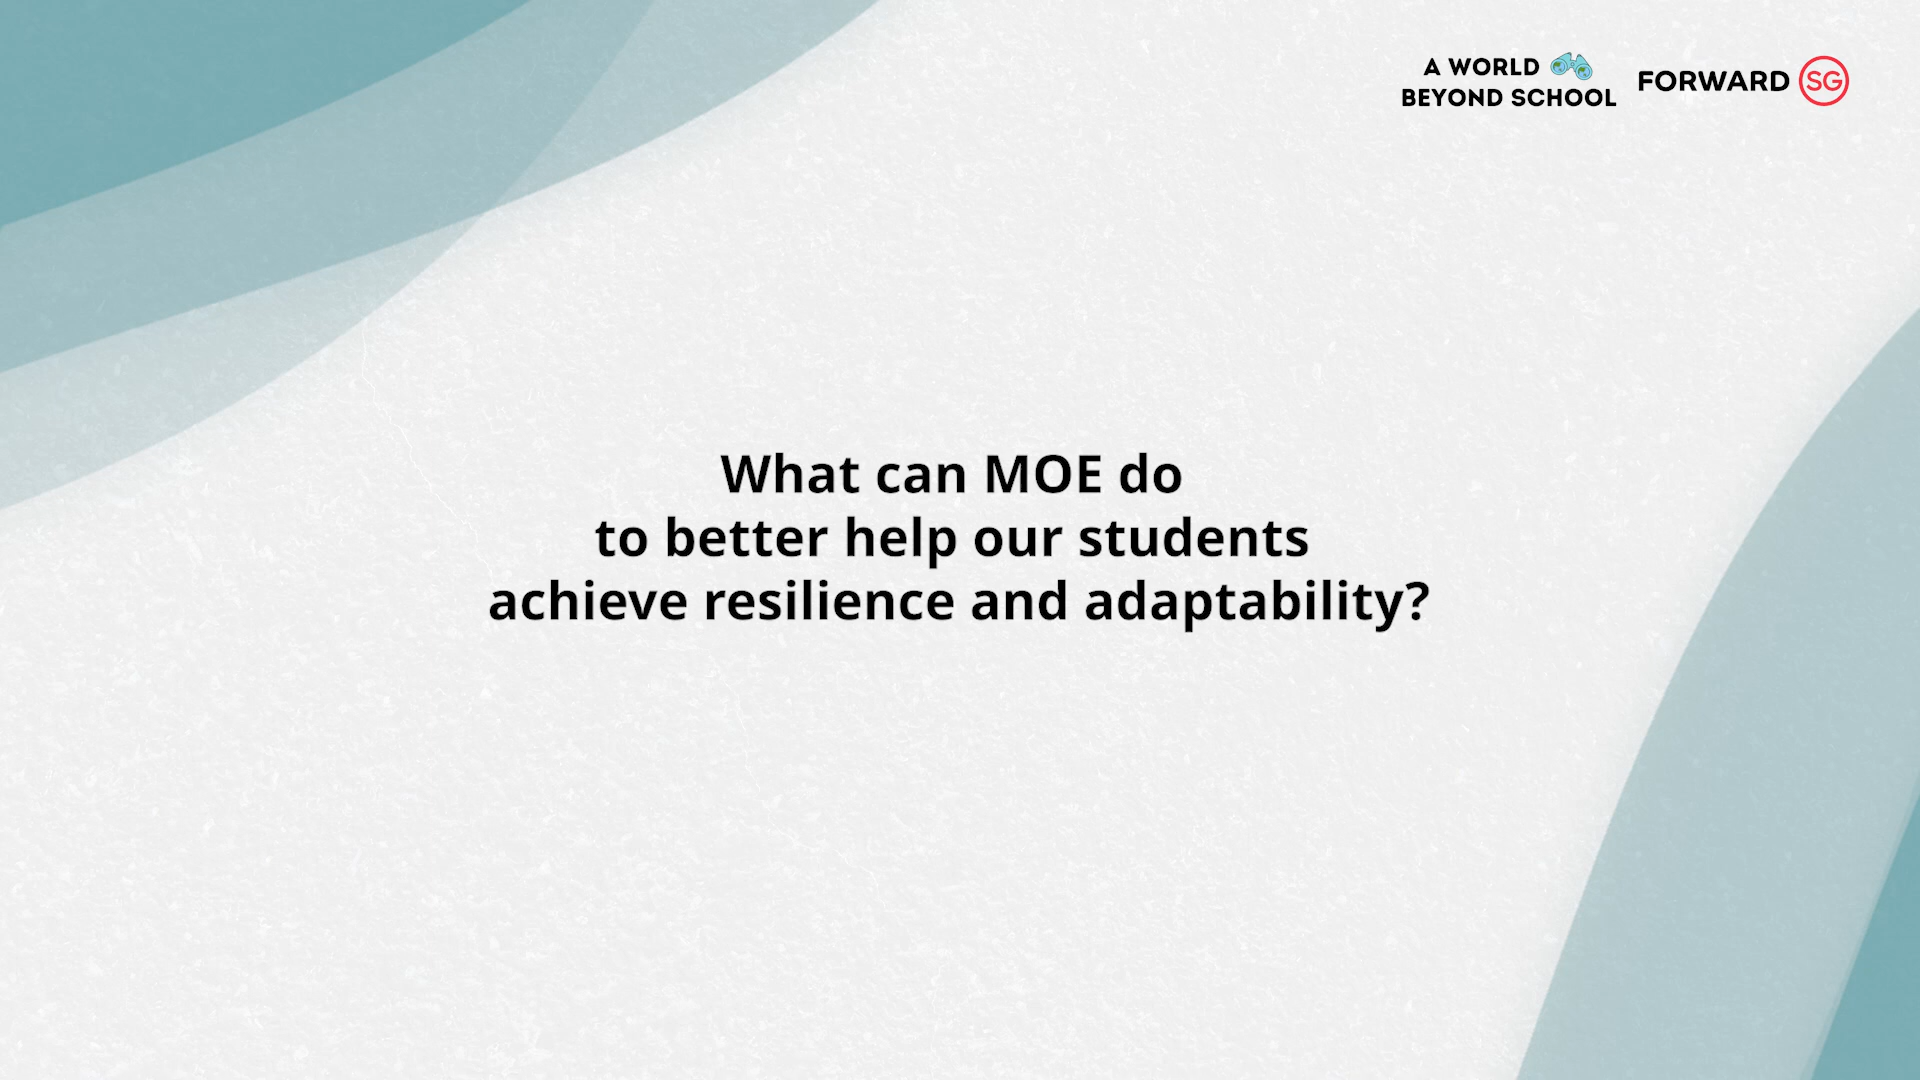 A WORLD
BEYOND SCHOOL
FORWARD SG
What can MOE do
to better help our students
achieve resilience and adaptability?